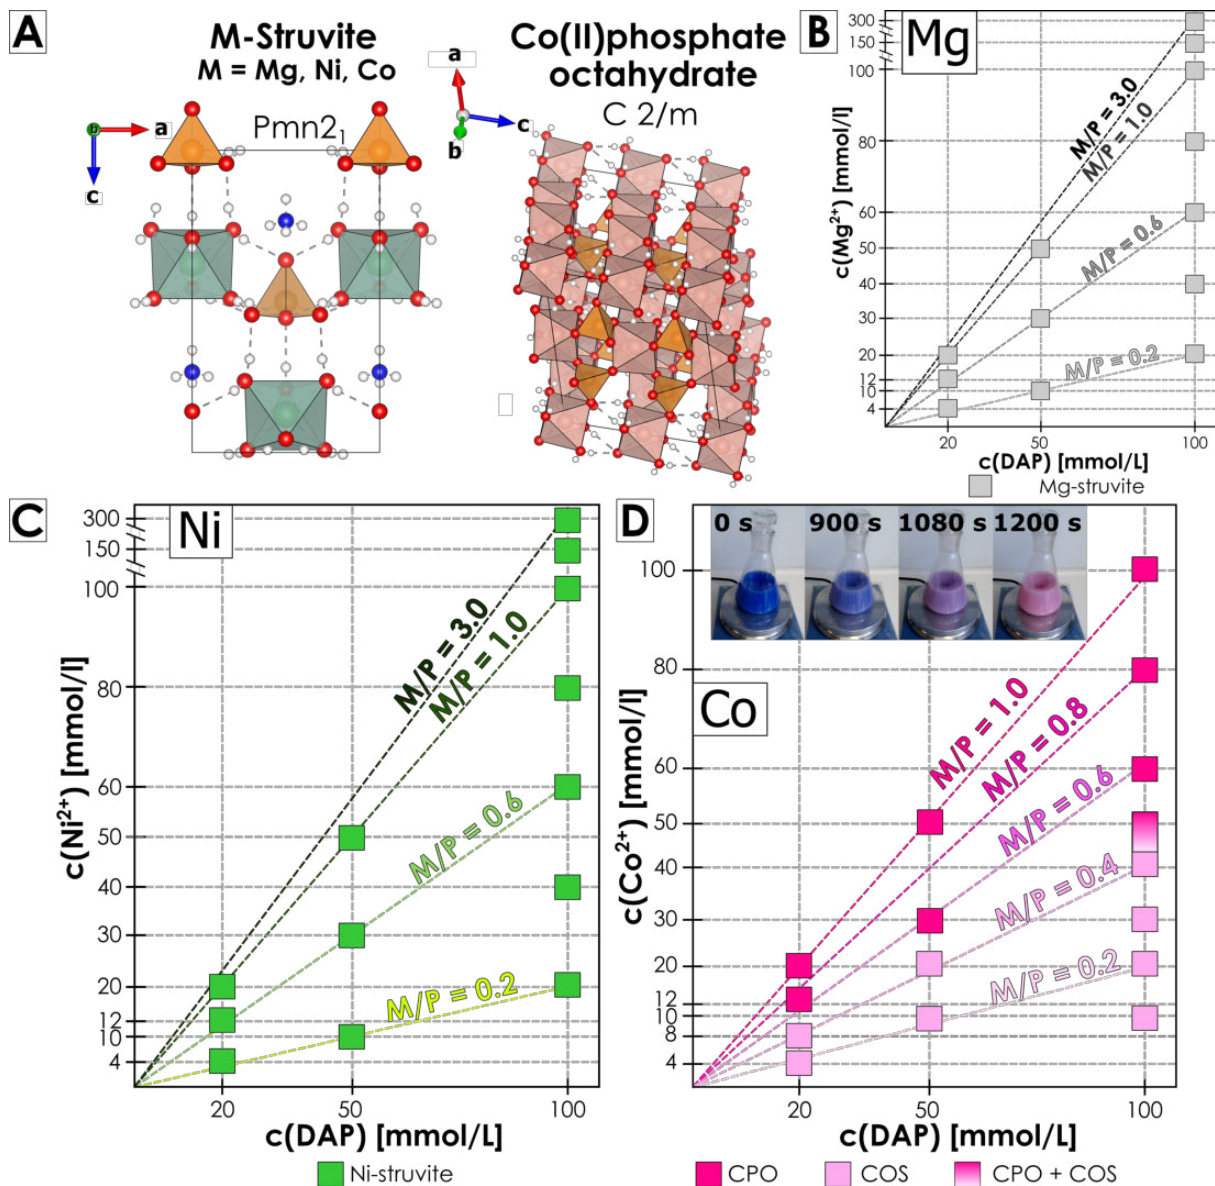 A
M-Struvite
M = Mg, Ni, Co
Pmn2₁
b
a
c
Co(II)phosphate
octahydrate
C 2/m
a
c
b
B
Mg
c(Mg²⁺) [mmol/l]
300
150
100
80
60
50
40
30
20
12
10
4
M/P = 3.0
M/P = 1.0
M/P = 0.6
M/P = 0.2
20
50
100
c(DAP) [mmol/L]
Mg-struvite
C
Ni
c(Ni²⁺) [mmol/l]
300
150
100
80
60
50
40
30
20
12
10
4
M/P = 3.0
M/P = 1.0
M/P = 0.6
M/P = 0.2
20
50
100
c(DAP) [mmol/L]
Ni-struvite
D
0 s
900 s
1080 s
1200 s
Co
c(Co²⁺) [mmol/l]
100
80
60
50
40
30
20
12
10
8
4
M/P = 1.0
M/P = 0.8
M/P = 0.6
M/P = 0.4
M/P = 0.2
20
50
100
c(DAP) [mmol/L]
CPO
COS
CPO + COS